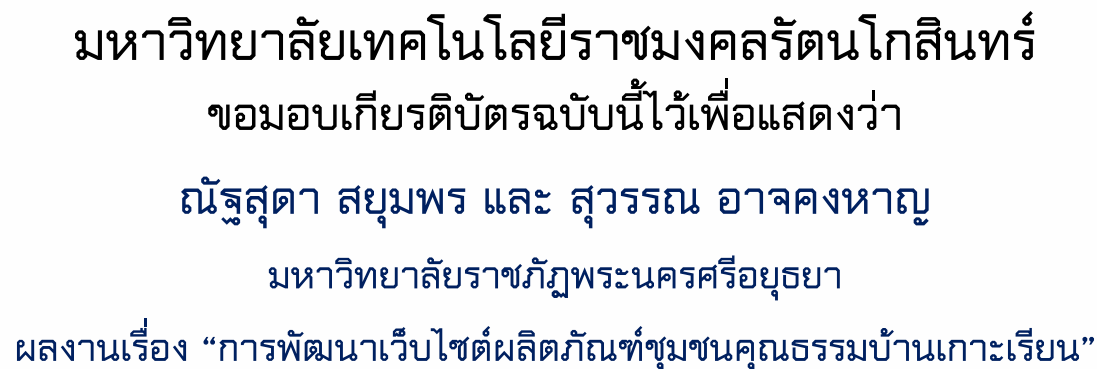 มหาวิทยาลัยเทคโนโลยีราชมงคลรัตนโกสินทร์
ขอมอบเกียรติบัตรฉบับนี้ไว้เพื่อแสดงว่า
ณัฐสุดา สยุมพร และ สุวรรณ อาจคงหาญ
มหาวิทยาลัยราชภัฏพระนครศรีอยุธยา
ผลงานเรื่อง “การพัฒนาเว็บไซต์ผลิตภัณฑ์ชุมชนคุณธรรมบ้านเกาะเรียน”